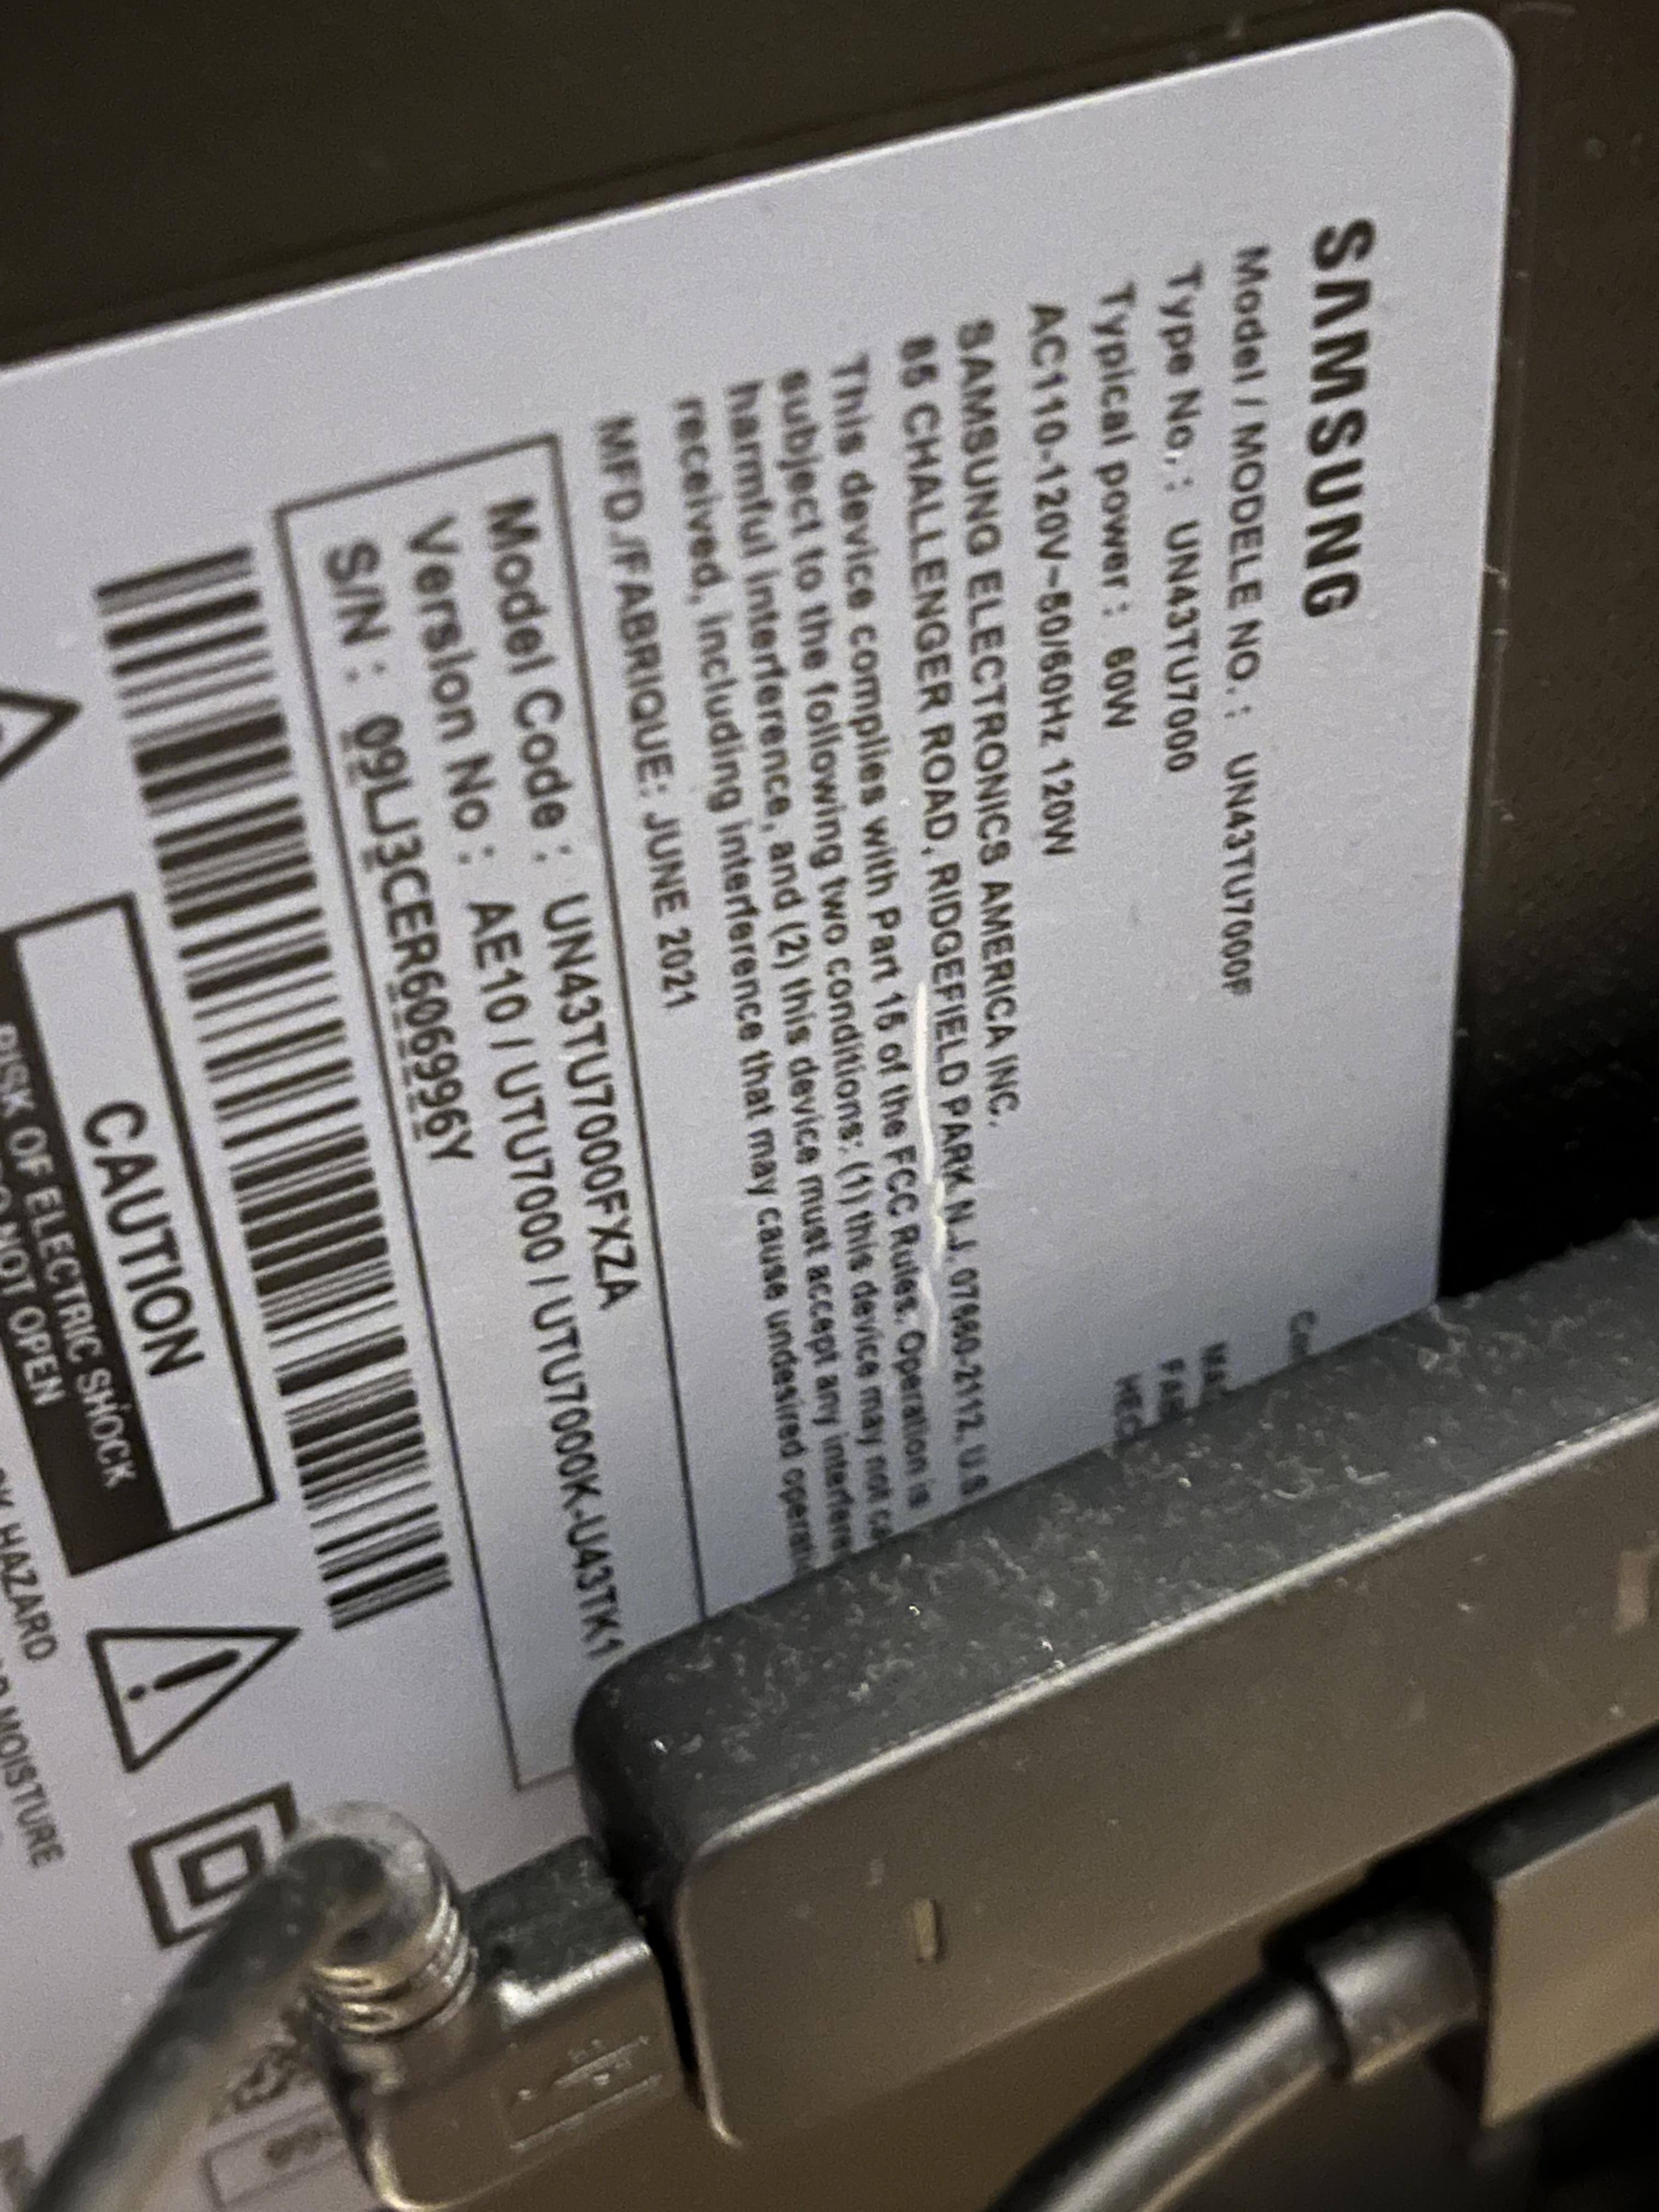 SAMSUNG
Model / MODELE NO. : UN43TU7000F
Type No. : UN43TU7000
Typical power : 60W
AC110-120V~50/60Hz 120W
SAMSUNG ELECTRONICS AMERICA INC.
85 CHALLENGER ROAD, RIDGEFIELD PARK N.J. 07660-2112, U.S
This device complies with Part 15 of the FCC Rules. Operation is
subject to the following two conditions: (1) this device may not
harmful interference, and (2) this device must accept any
received, including interference that may cause undesired
MFD./FABRIQUE: JUNE 2021
Model Code : UN43TU7000FXZA
Version No : AE10 / UTU7000 / UTU7000K-U43TK1
S/N : 09LJ3CER606996Y
CAUTION
RISK OF ELECTRIC SHOCK
NOT OPEN
HAZARD
MOISTURE